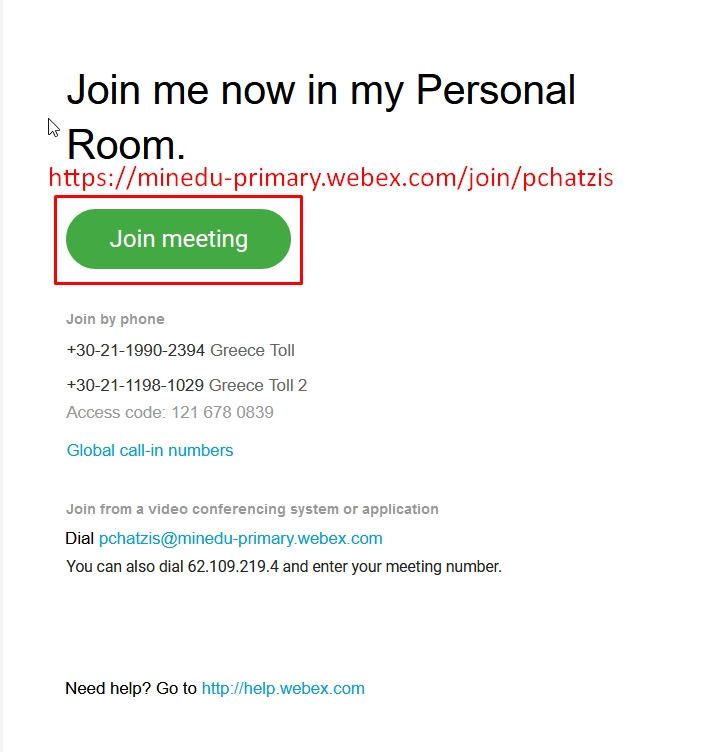 Join me now in my Personal
Room.
https://minedu-primary.webex.com/join/pchatzis
Join meeting
Join by phone
+30-21-1990-2394 Greece Toll
+30-21-1198-1029 Greece Toll 2
Access code: 121 678 0839
Global call-in numbers
Join from a video conferencing system or application
Dial pchatzis@minedu-primary.webex.com
You can also dial 62.109.219.4 and enter your meeting number.
Need help? Go to http://help.webex.com